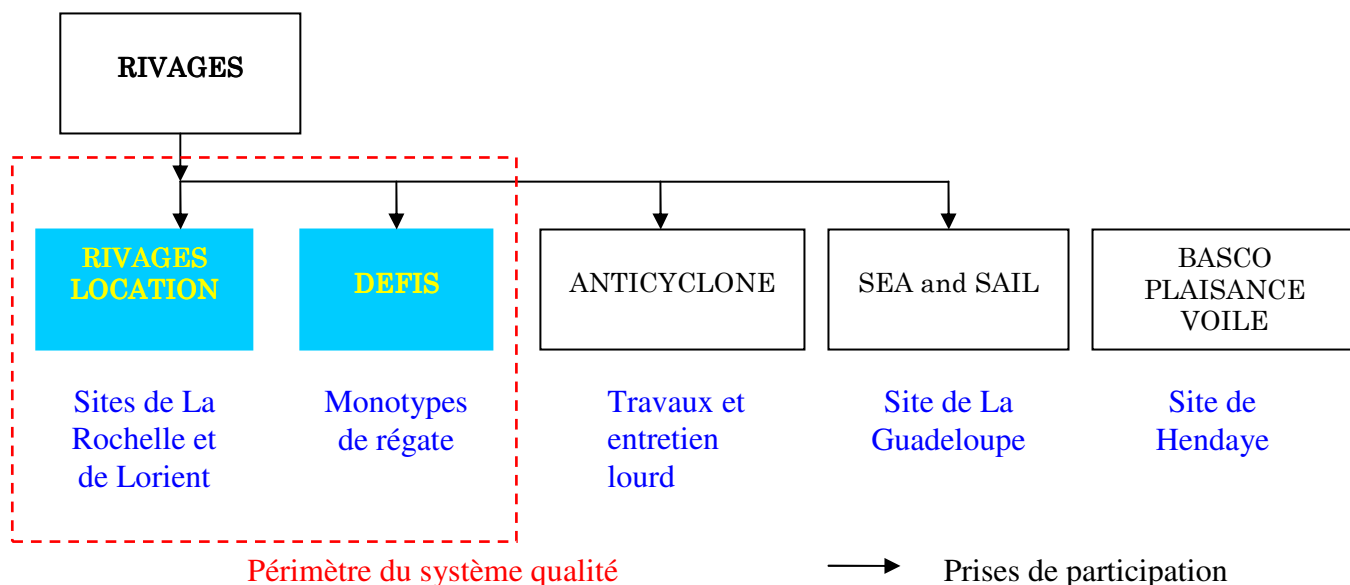 RIVAGES
RIVAGES
LOCATION
DEFIS
ANTICYCLONE
SEA and SAIL
BASCO
PLAISANCE
VOILE
Sites de La
Rochelle et
de Lorient
Monotypes
de régate
Travaux et
entretien
lourd
Site de La
Guadeloupe
Site de
Hendaye
Périmètre du système qualité
Prises de participation